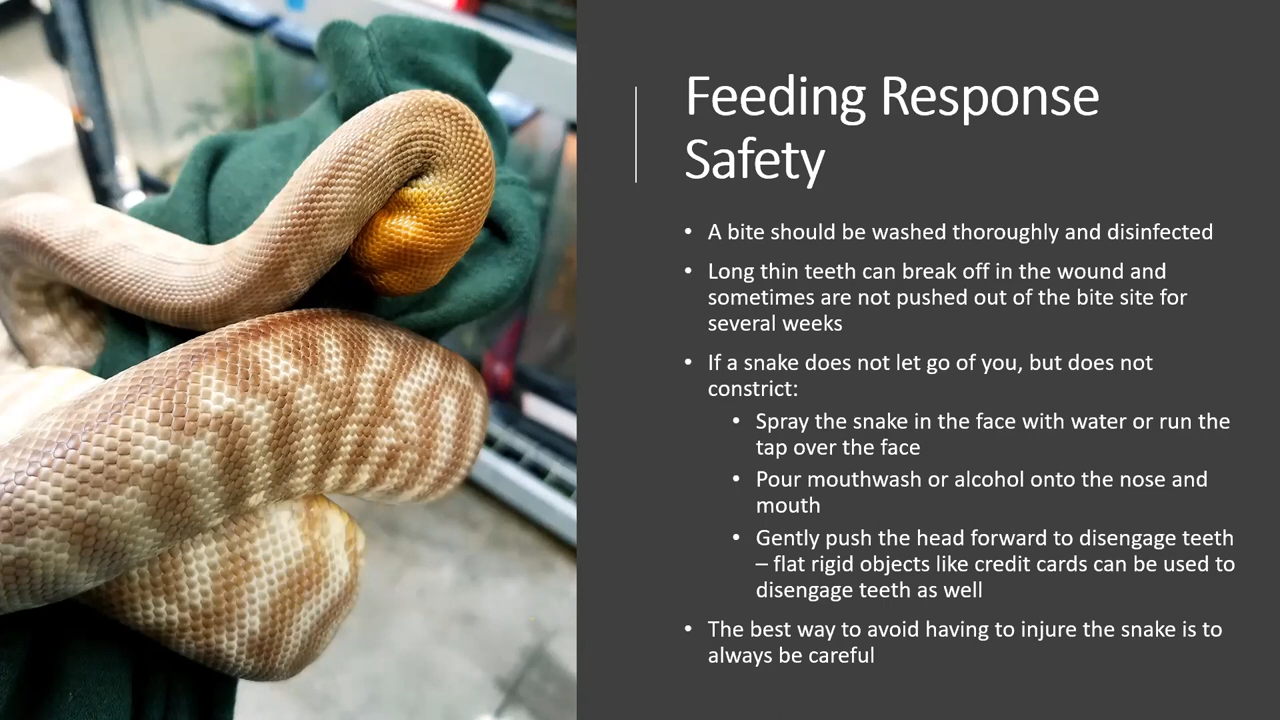 Feeding Response
Safety
• A bite should be washed thoroughly and disinfected
• Long thin teeth can break off in the wound and
sometimes are not pushed out of the bite site for
several weeks
• If a snake does not let go of you, but does not
constrict:
• Spray the snake in the face with water or run the
tap over the face
• Pour mouthwash or alcohol onto the nose and
mouth
• Gently push the head forward to disengage teeth
– flat rigid objects like credit cards can be used to
disengage teeth as well
• The best way to avoid having to injure the snake is to
always be careful